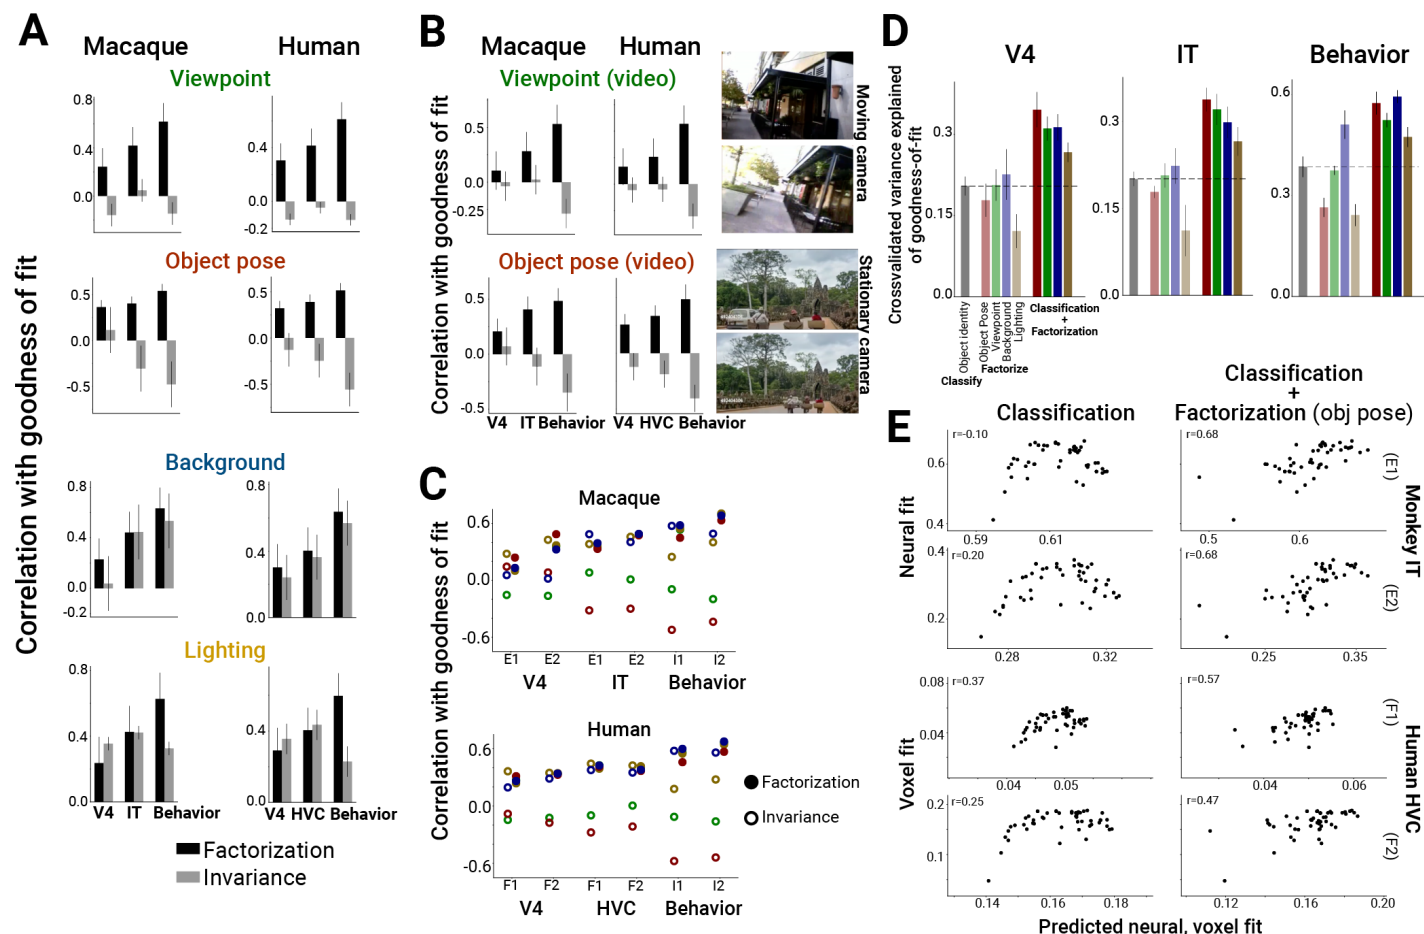 A
Macaque
Human
Viewpoint
0.8
0.4
0.0
0.4
0.0
-0.2
Object pose
0.5
0.0
-0.5
0.5
0.0
-0.5
Background
0.8
0.4
0.0
-0.2
0.8
0.4
0.0
Lighting
0.8
0.4
0.0
0.4
0.0
V4 IT Behavior
V4 HVC Behavior
Factorization
Invariance
Correlation with goodness of fit
B
Macaque
Human
Viewpoint (video)
0.5
0.0
-0.25
Object pose (video)
0.5
0.0
-0.5
V4 IT Behavior
V4 HVC Behavior
Correlation with goodness of fit
Moving camera
Stationary camera
C
Macaque
0.6
0.0
-0.6
E1 E2 E1 E2 I1 I2
V4 IT Behavior
Human
0.6
0.0
-0.6
F1 F2 F1 F2 I1 I2
V4 HVC Behavior
Correlation with goodness of fit
Factorization
Invariance
D
V4
IT
Behavior
Crossvalidated variance explained
of goodness-of-fit
0.3
0.15
0.0
0.3
0.15
0.0
0.6
0.3
0.0
Object identity
Object Pose
Viewpoint
Background
Lighting
Classify
Factorize
Classification
+
Factorization
E
Classification
Classification
+
Factorization (obj pose)
r=-0.10
0.6
0.4
0.59 0.61
r=0.68
0.5 0.6
(E1)
r=0.20
0.4
0.2
0.28 0.32
r=0.68
0.25 0.35
(E2)
Neural fit
Monkey IT
r=0.37
0.08
0.04
0.04 0.05
r=0.57
0.04 0.06
(F1)
r=0.25
0.2
0.1
0.14 0.16 0.18
r=0.47
0.12 0.16 0.20
(F2)
Voxel fit
Human HVC
Predicted neural, voxel fit